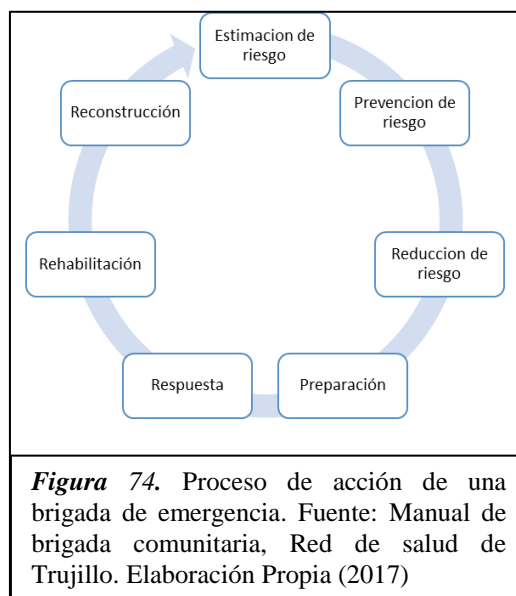 Estimacion de
riesgo
Prevencion de
riesgo
Reduccion de
riesgo
Preparación
Respuesta
Rehabilitación
Reconstrucción
Figura 74. Proceso de acción de una
brigada de emergencia. Fuente: Manual de
brigada comunitaria, Red de salud de
Trujillo. Elaboración Propia (2017)